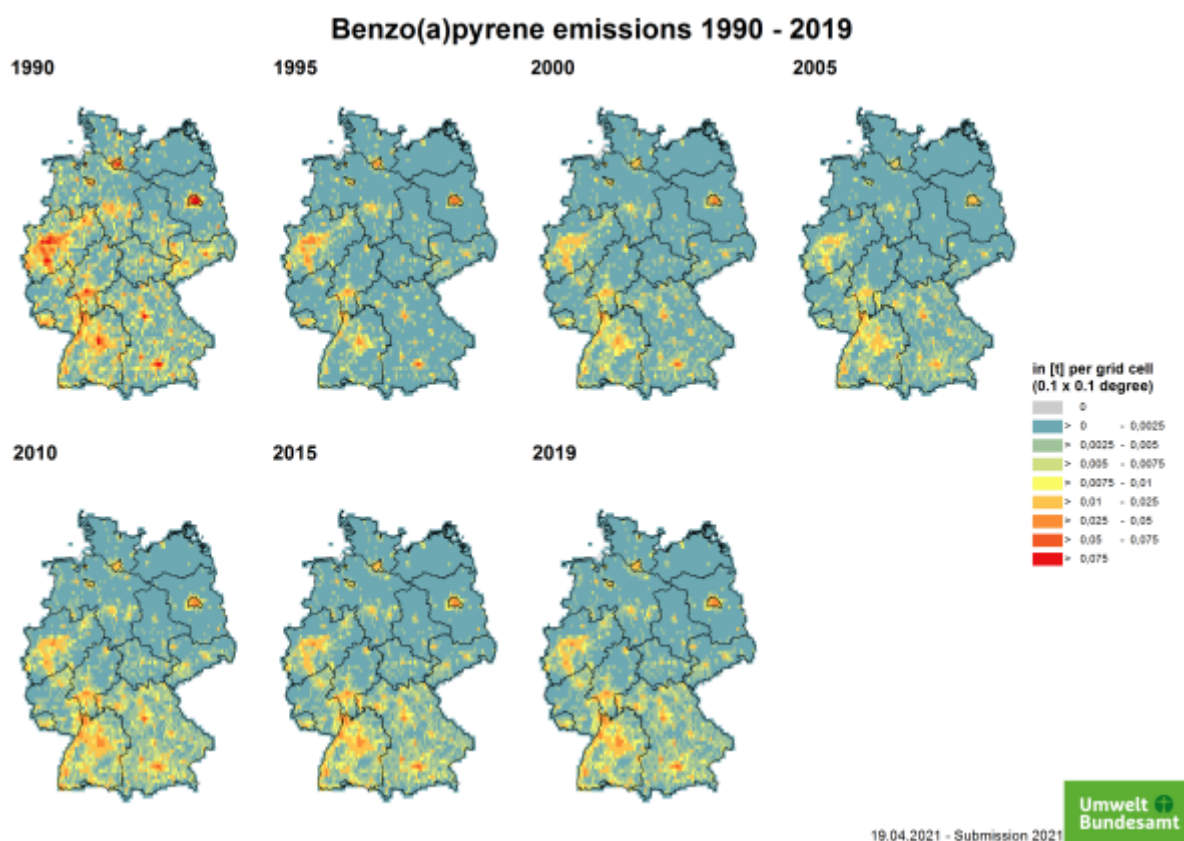 Benzo(a)pyrene emissions 1990 - 2019
1990
1995
2000
2005
in [t] per grid cell
(0.1 x 0.1 degree)
0
> 0 - 0,0025
> 0,0025 - 0,005
> 0,005 - 0,0075
> 0,0075 - 0,01
> 0,01 - 0,025
> 0,025 - 0,05
> 0,05 - 0,075
> 0,075
2010
2015
2019
Umwelt
Bundesamt
19.04.2021 - Submission 2021